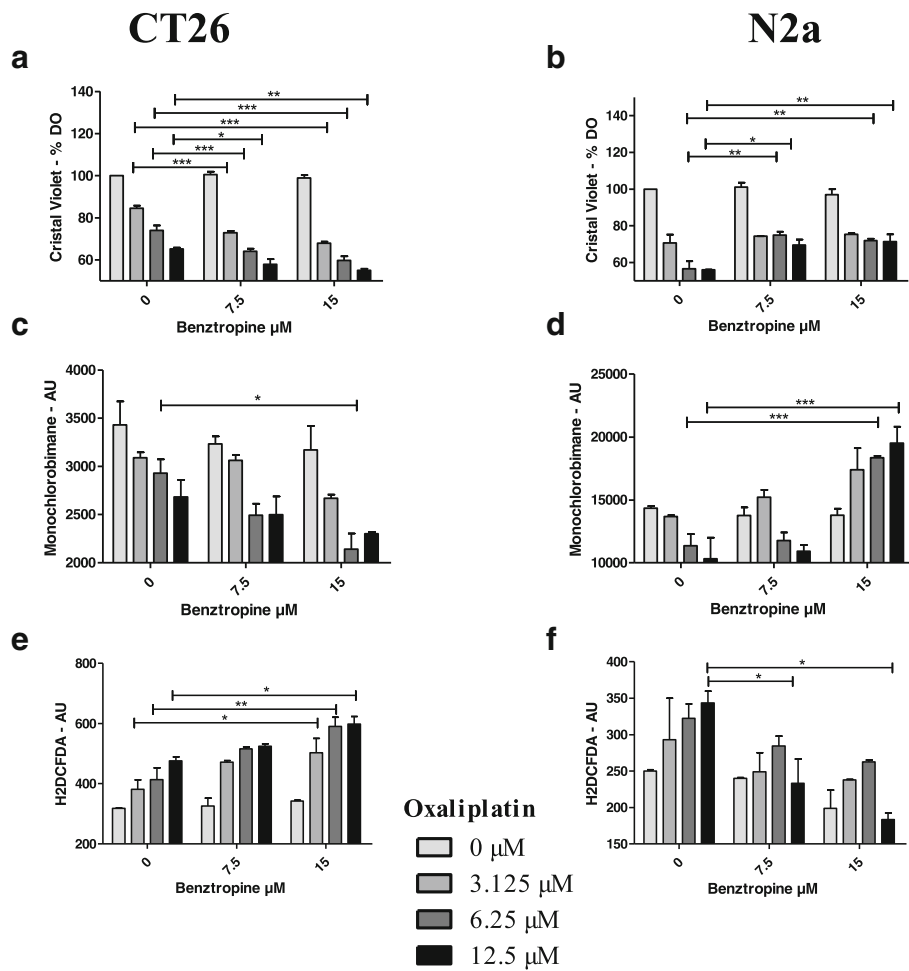 CT26
N2a
a
Cristal Violet - % DO
140
120
100
80
60
**
***
***
*
***
***
0
7.5
15
Benztropine µM
b
Cristal Violet - % DO
140
120
100
80
60
**
**
*
**
0
7.5
15
Benztropine µM
c
Monochlorobimane - AU
4000
3500
3000
2500
2000
*
0
7.5
15
Benztropine µM
d
Monochlorobimane - AU
25000
20000
15000
10000
***
***
0
7.5
15
Benztropine µM
e
H2DCFDA - AU
800
600
400
200
*
**
*
0
7.5
15
Benztropine µM
f
H2DCFDA - AU
400
350
300
250
200
150
*
*
0
7.5
15
Benztropine µM
Oxaliplatin
0 µM
3.125 µM
6.25 µM
12.5 µM